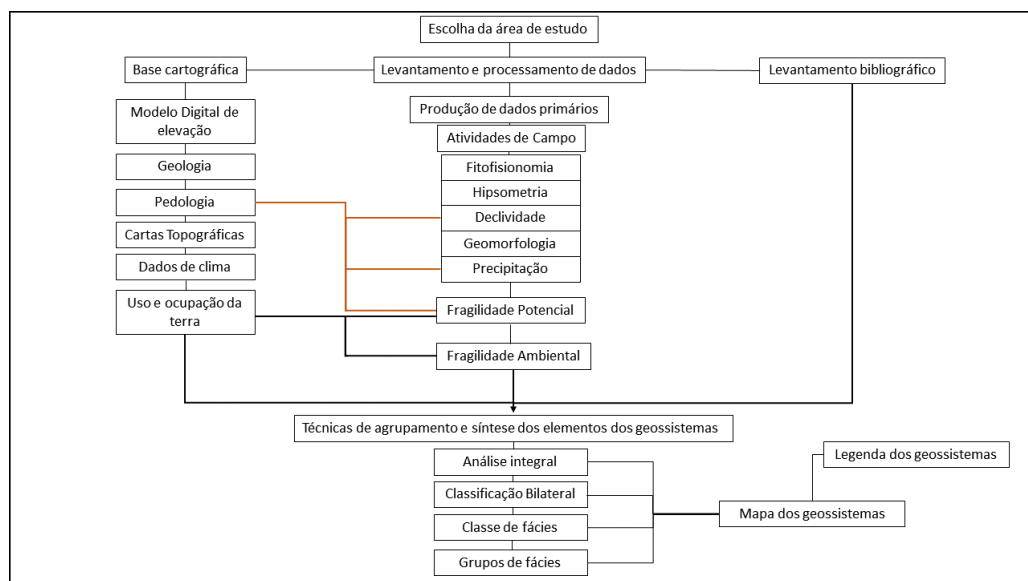 Escolha da área de estudo
Base cartográfica
Levantamento e processamento de dados
Levantamento bibliográfico
Modelo Digital de
elevação
Geologia
Pedologia
Cartas Topográficas
Dados de clima
Uso e ocupação da
terra
Produção de dados primários
Atividades de Campo
Fitofisionomia
Hipsometria
Declividade
Geomorfologia
Precipitação
Fragilidade Potencial
Fragilidade Ambiental
Técnicas de agrupamento e síntese dos elementos dos geossistemas
Análise integral
Classificação Bilateral
Classe de fácies
Grupos de fácies
Legenda dos geossistemas
Mapa dos geossistemas